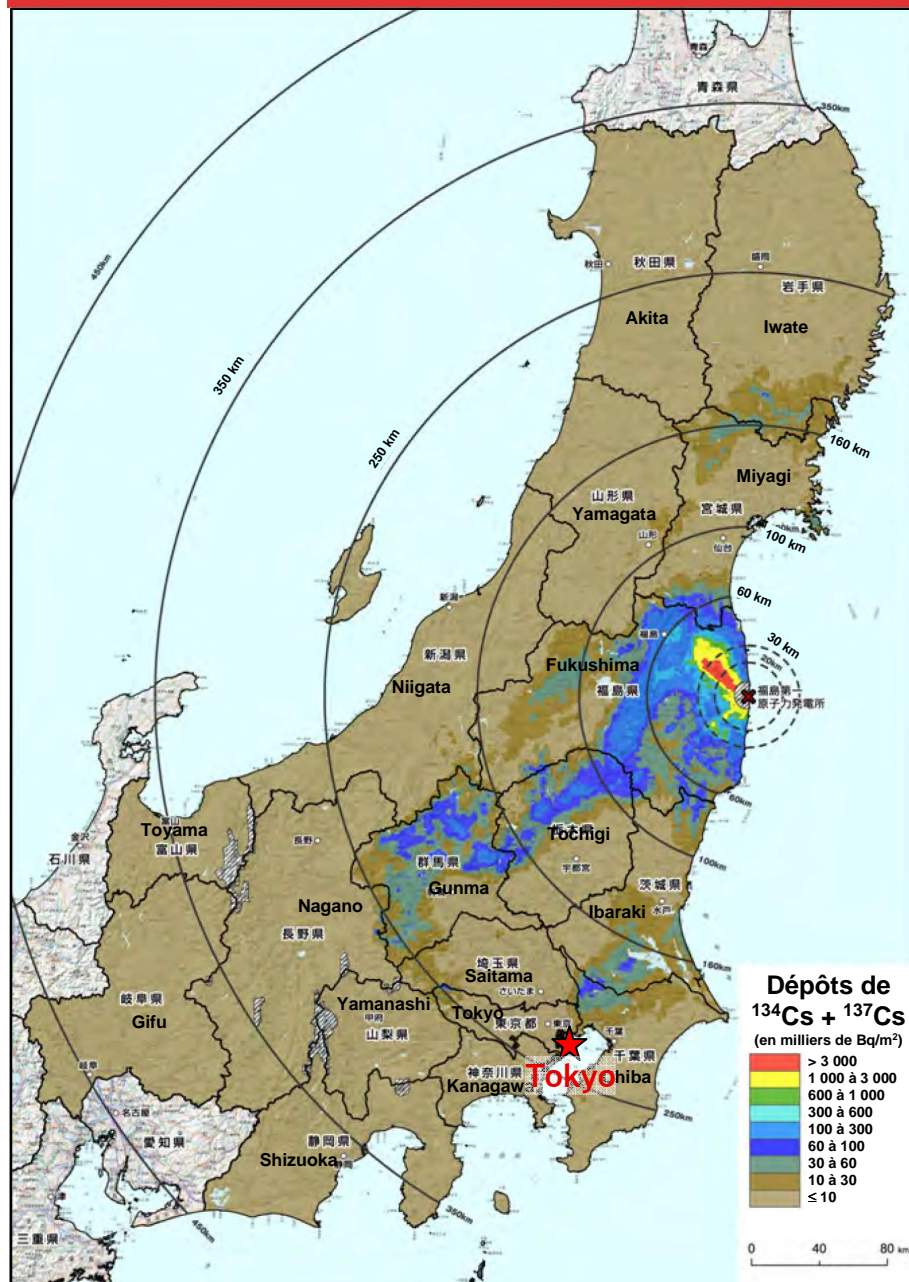 青森
青森県
350km
450km
盛岡
秋田
秋田県
岩手県
Akita
Iwate
350 km
250 km
160 km
Miyagi
山形県
宮城県
Yamagata
山形
仙台
100 km
60 km
新潟
福島
30 km
20km
新潟県
Fukushima
福島県
福島第一
原子力発電所
Niigata
60km
富山
Toyama
富山県
金沢
石川県
長野
栃木県
Tochigi
群馬県
宇都宮
100km
Gunma
茨城県
Nagano
Ibaraki
水戸
長野県
埼玉県
160km
Saitama
さいたま
岐阜県
Yamanashi
Gifu
甲府
山梨県
Tokyo
東京都
東京
千葉
千葉県
岐阜
神奈川県
Kanagaw
Tokyo
hiba
250km
名古屋
愛知県
静岡県
Shizuoka
静岡
津
350km
450km
三重県
Dépôts de
134Cs + 137Cs
(en milliers de Bq/m²)
> 3 000
1 000 à 3 000
600 à 1 000
300 à 600
100 à 300
60 à 100
30 à 60
10 à 30
≤ 10
0 40 80 km